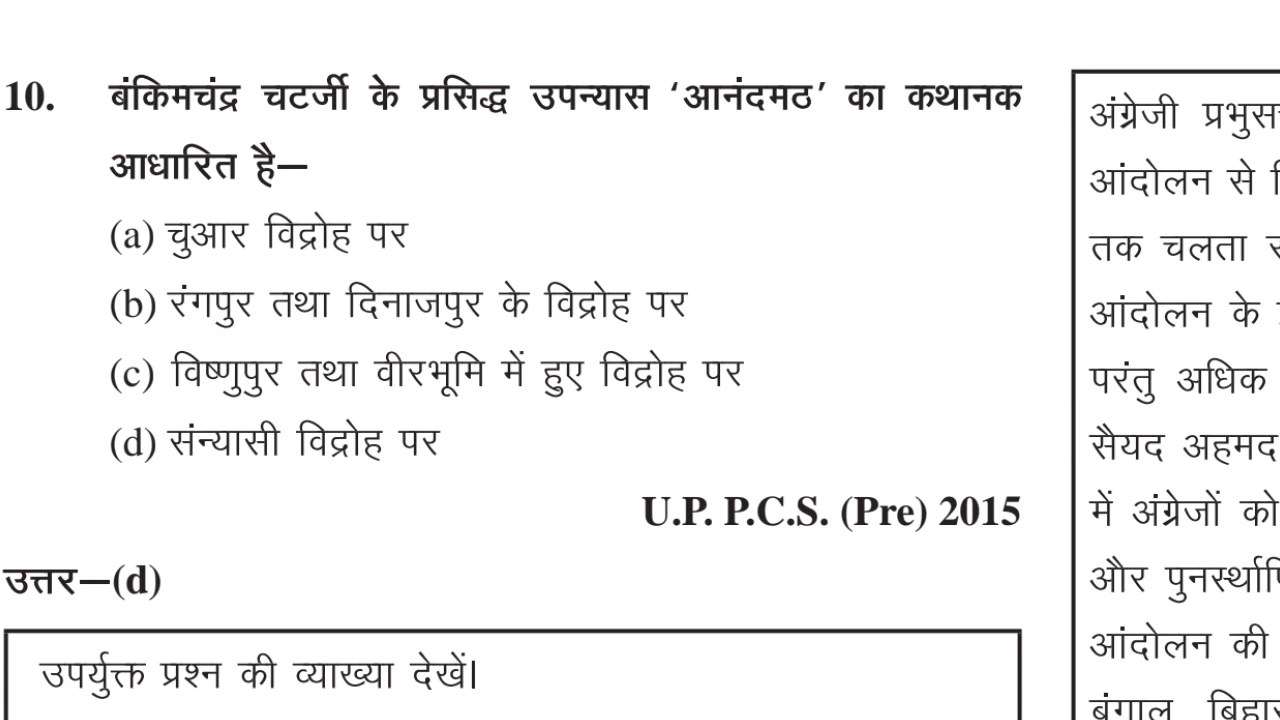 10. बंकिमचंद्र चटर्जी के प्रसिद्ध उपन्यास ‘आनंदमठ’ का कथानक
आधारित है—
(a) चुआर विद्रोह पर
(b) रंगपुर तथा दिनाजपुर के विद्रोह पर
(c) विष्णुपुर तथा वीरभूमि में हुए विद्रोह पर
(d) संन्यासी विद्रोह पर
U.P. P.C.S. (Pre) 2015
उत्तर—(d)
उपर्युक्त प्रश्न की व्याख्या देखें।
अंग्रेजी
आंदोलन से
तक चलता
आंदोलन के
परंतु अधिक
सैयद अहमद
में अंग्रेजों को
और
आंदोलन की
बंगाल